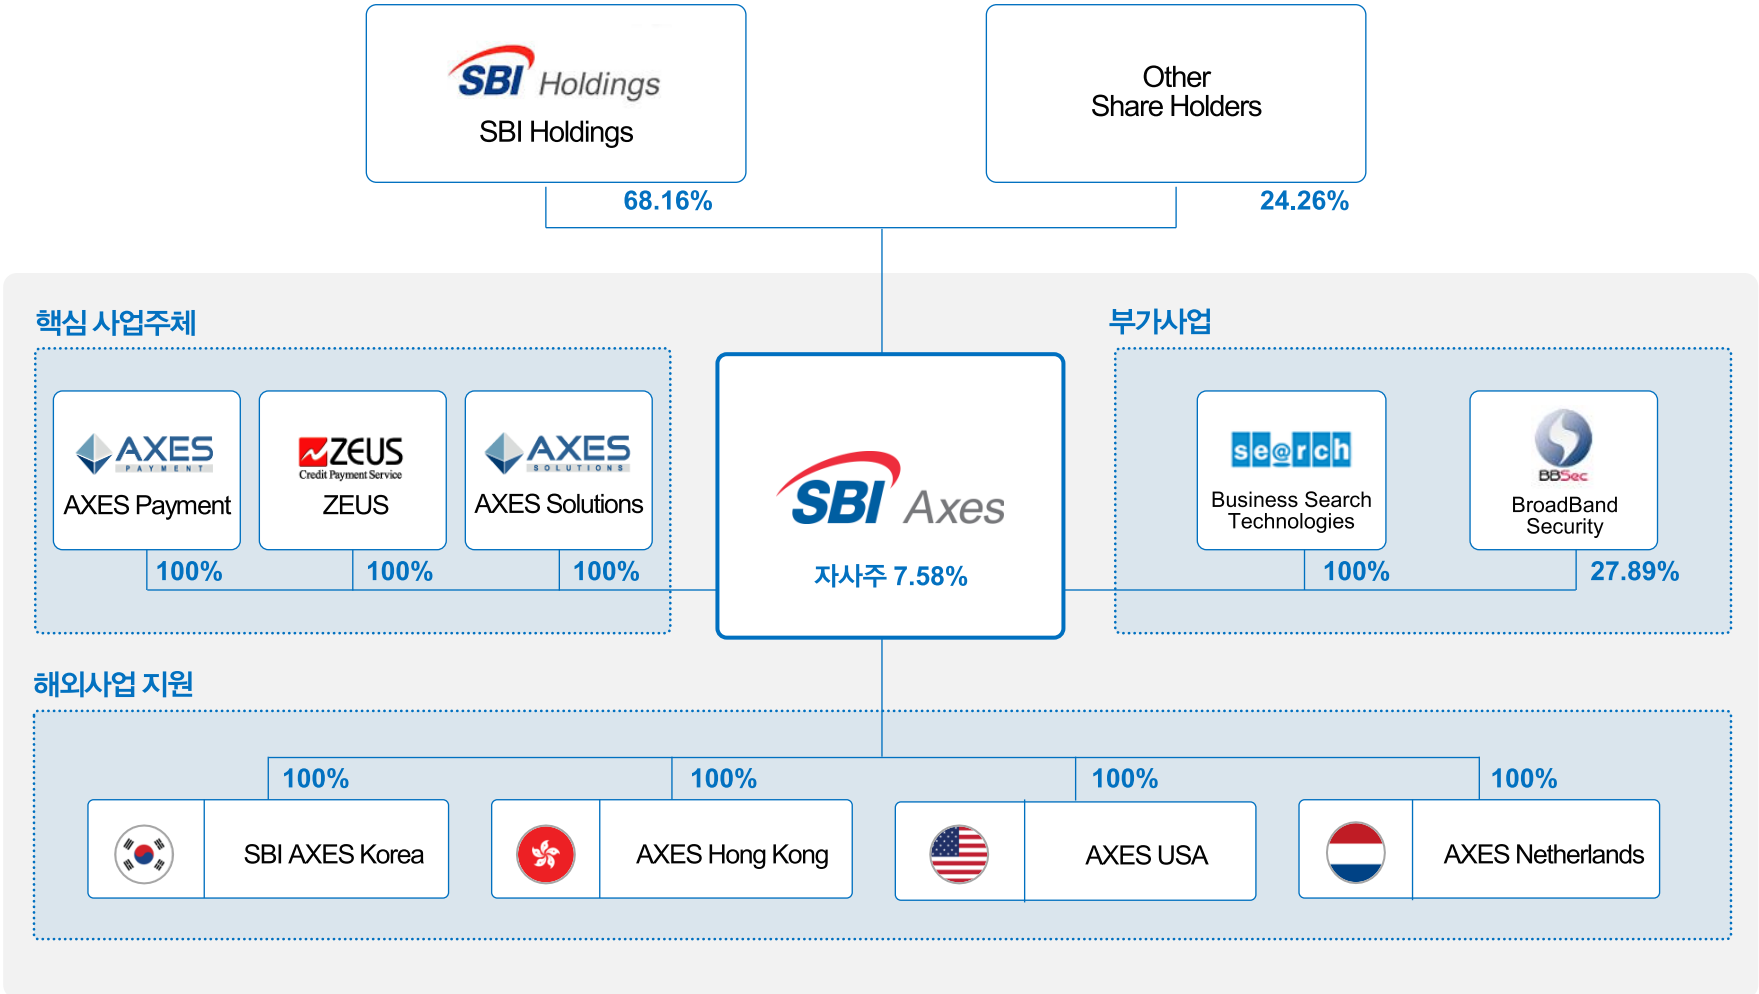 SBI Holdings
SBI Holdings
Other
Share Holders
68.16%
24.26%
핵심 사업주체
부가사업
AXES
PAYMENT
AXES Payment
ZEUS
Credit Payment Service
ZEUS
AXES
SOLUTIONS
AXES Solutions
100%
100%
100%
SBI Axes
자사주 7.58%
se@rch
Business Search
Technologies
BBSec
BroadBand
Security
100%
27.89%
해외사업 지원
100%
100%
100%
100%
SBI AXES Korea
AXES Hong Kong
AXES USA
AXES Netherlands